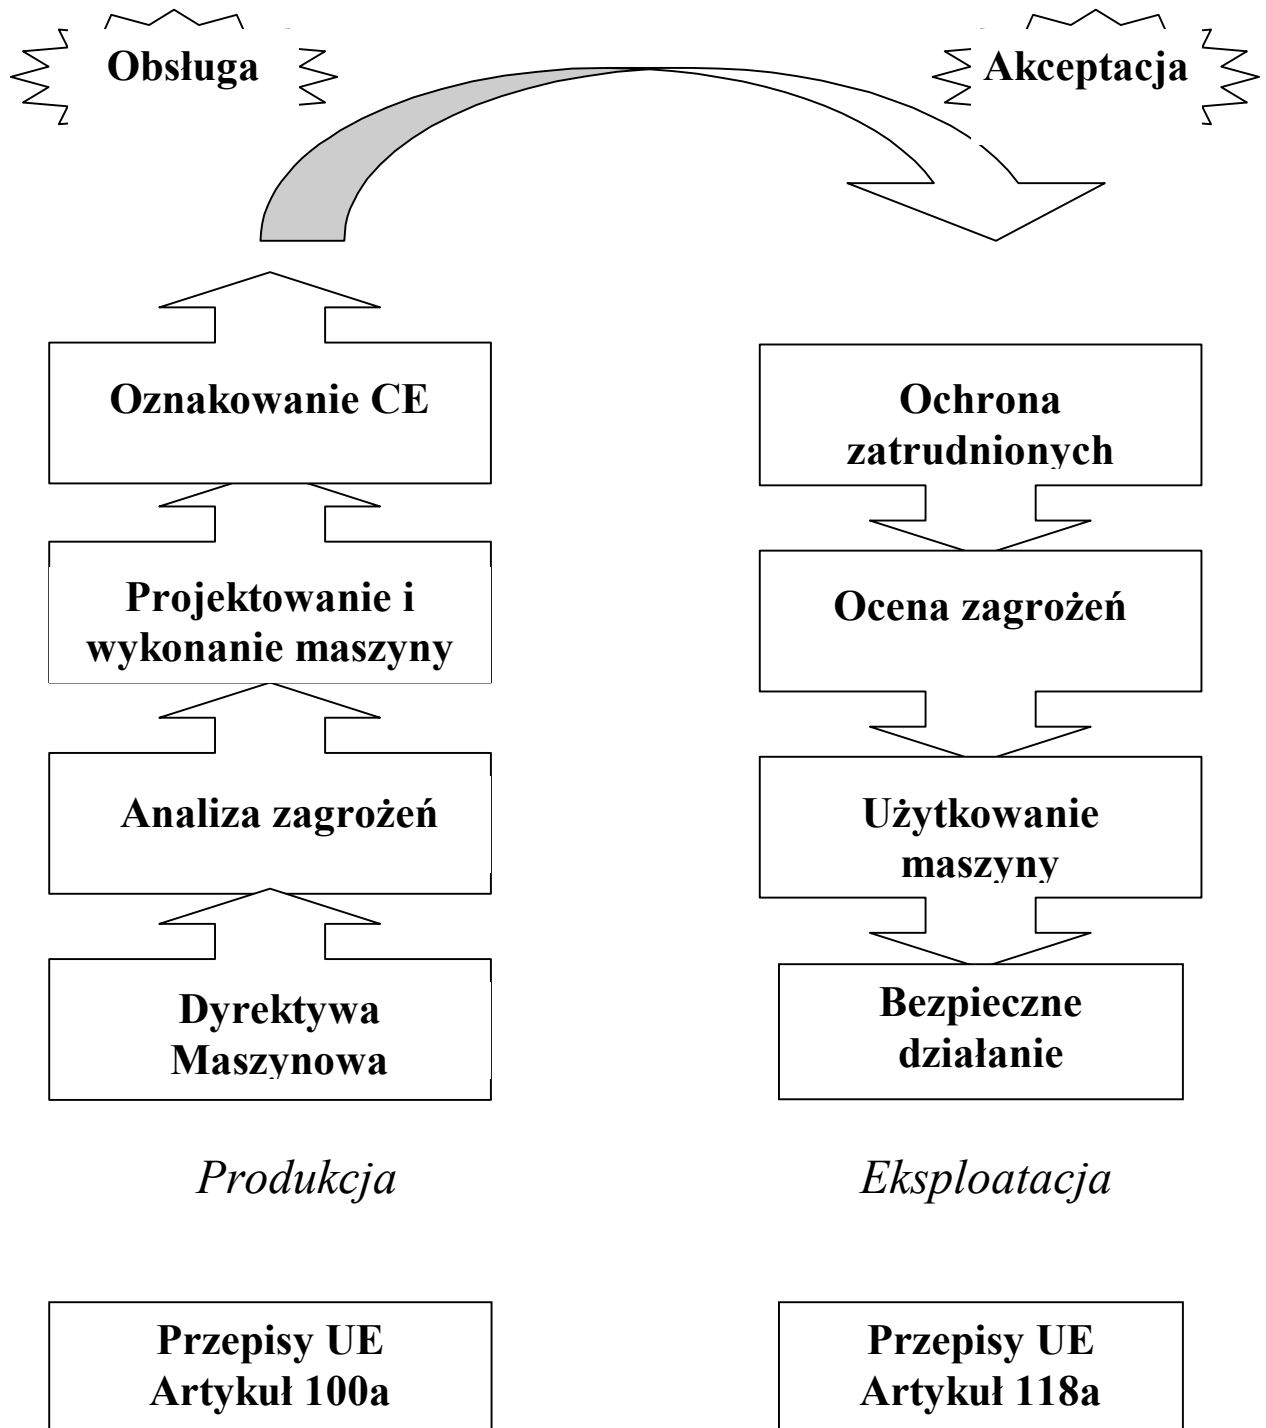 Obsługa
Akceptacja
Oznakowanie CE
Projektowanie i
wykonanie maszyny
Analiza zagrożeń
Dyrektywa
Maszynowa
Produkcja
Przepisy UE
Artykuł 100a
Ochrona
zatrudnionych
Ocena zagrożeń
Użytkowanie
maszyny
Bezpieczne
działanie
Eksploatacja
Przepisy UE
Artykuł 118a